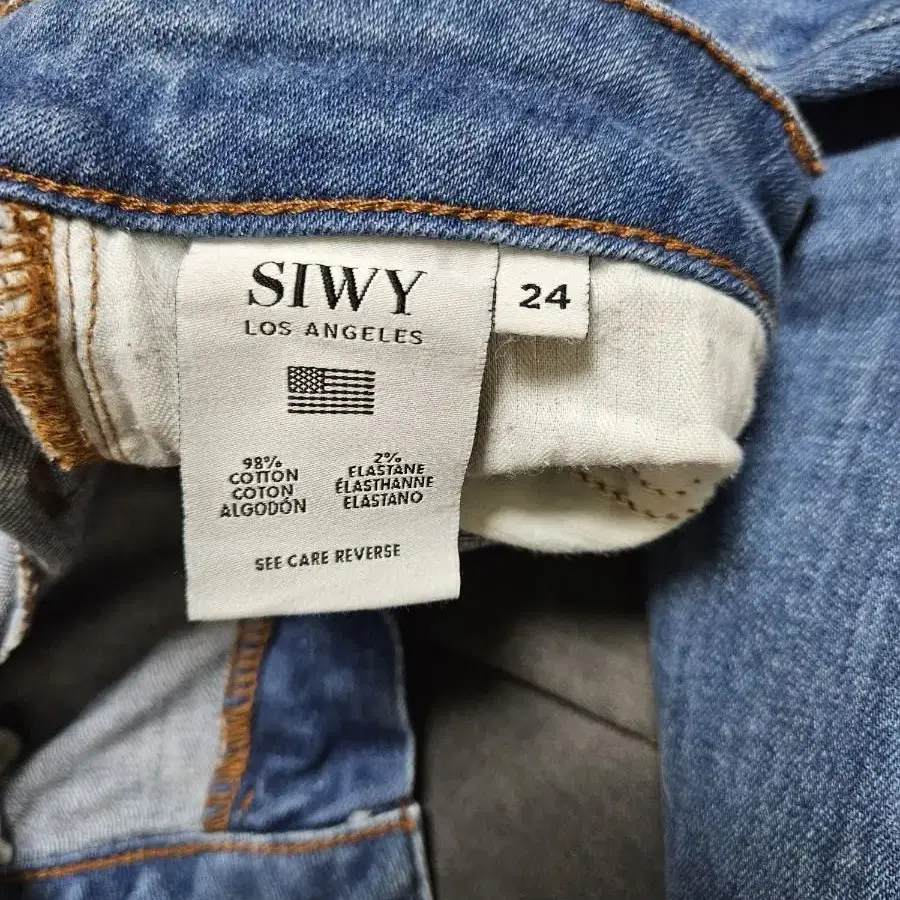 SIWY
LOS ANGELES
24
98%
COTTON
COTON
ALGODÓN
2%
ELASTANE
ÉLASTHANNE
ELASTANO
SEE CARE REVERSE